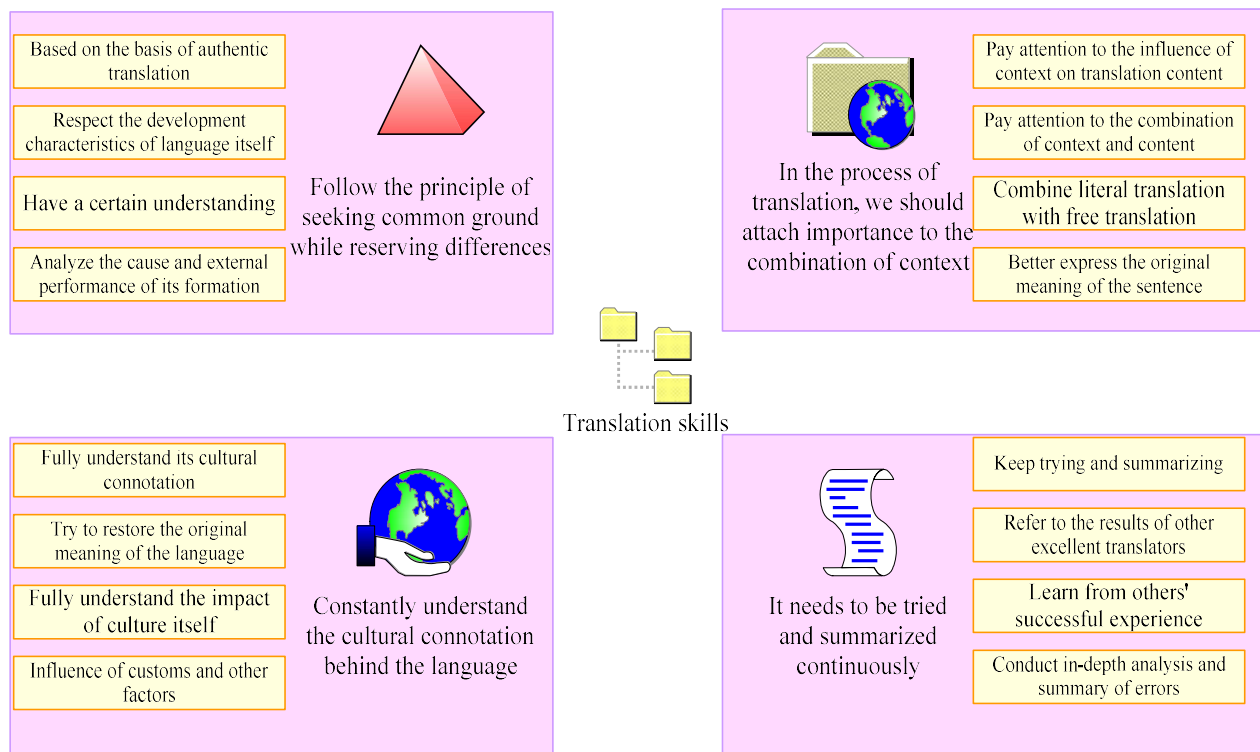 Based on the basis of authentic
translation
Respect the development
characteristics of language itself
Have a certain understanding
Analyze the cause and external
performance of its formation
Follow the principle of
seeking common ground
while reserving differences
In the process of
translation, we should
attach importance to the
combination of context
Pay attention to the influence of
context on translation content
Pay attention to the combination
of context and content
Combine literal translation
with free translation
Better express the original
meaning of the sentence
Translation skills
Fully understand its cultural
connotation
Try to restore the original
meaning of the language
Fully understand the impact
of culture itself
Influence of customs and other
factors
Constantly understand
the cultural connotation
behind the language
It needs to be tried
and summarized
continuously
Keep trying and summarizing
Refer to the results of other
excellent translators
Learn from others'
successful experience
Conduct in-depth analysis and
summary of errors